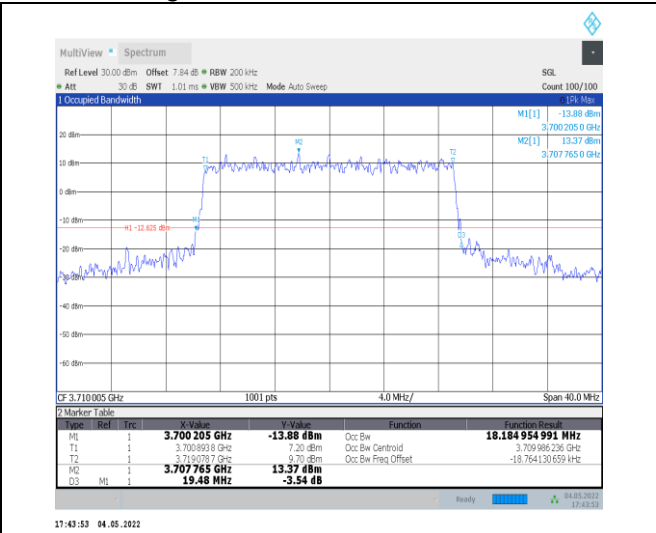 MultiView Spectrum
Ref Level 30.00 dBm Offset 7.84 dB RBW 200 kHz SGL
Att 30 dB SWT 1.01 ms VBW 500 kHz Mode Auto Sweep Count 100/100
1 Occupied Bandwidth 1Pk Max
M1[1] -13.88 dBm
3.700 205 0 GHz
M2[1] 13.37 dBm
3.707 765 0 GHz
20 dBm
M2
T1
T2
10 dBm
0 dBm
-10 dBm
M1
H1 -12.625 dBm
D3
-20 dBm
-30 dBm
-40 dBm
-50 dBm
-60 dBm
CF 3.710 005 GHz 1001 pts 4.0 MHz/ Span 40.0 MHz
2 Marker Table
Type Ref Trc X-Value Y-Value Function Function Result
M1 1 3.700 205 GHz -13.88 dBm Occ Bw 18.184 954 991 MHz
T1 1 3.700 893 8 GHz 7.20 dBm Occ Bw Centroid 3.709 986 236 GHz
T2 1 3.719 078 7 GHz 9.70 dBm Occ Bw Freq Offset -18.764 130 659 kHz
M2 1 3.707 765 GHz 13.37 dBm
D3 M1 1 19.48 MHz -3.54 dB
Ready 04.05.2022
17:43:53
17:43:53 04.05.2022